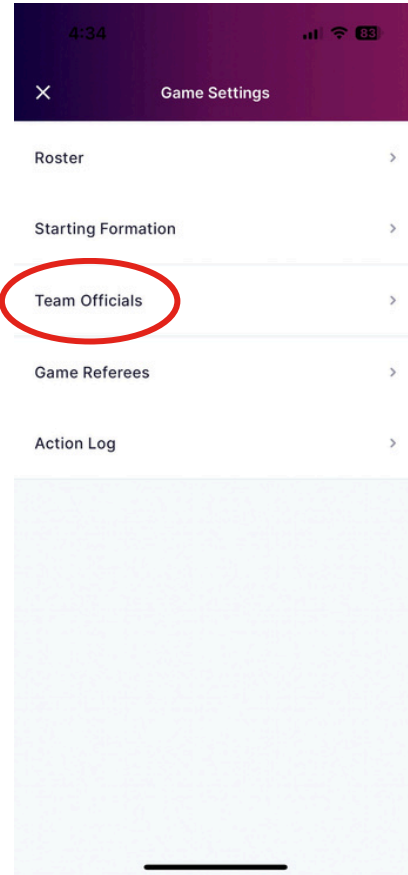 4:34
83
Game Settings
Roster
Starting Formation
Team Officials
Game Referees
Action Log